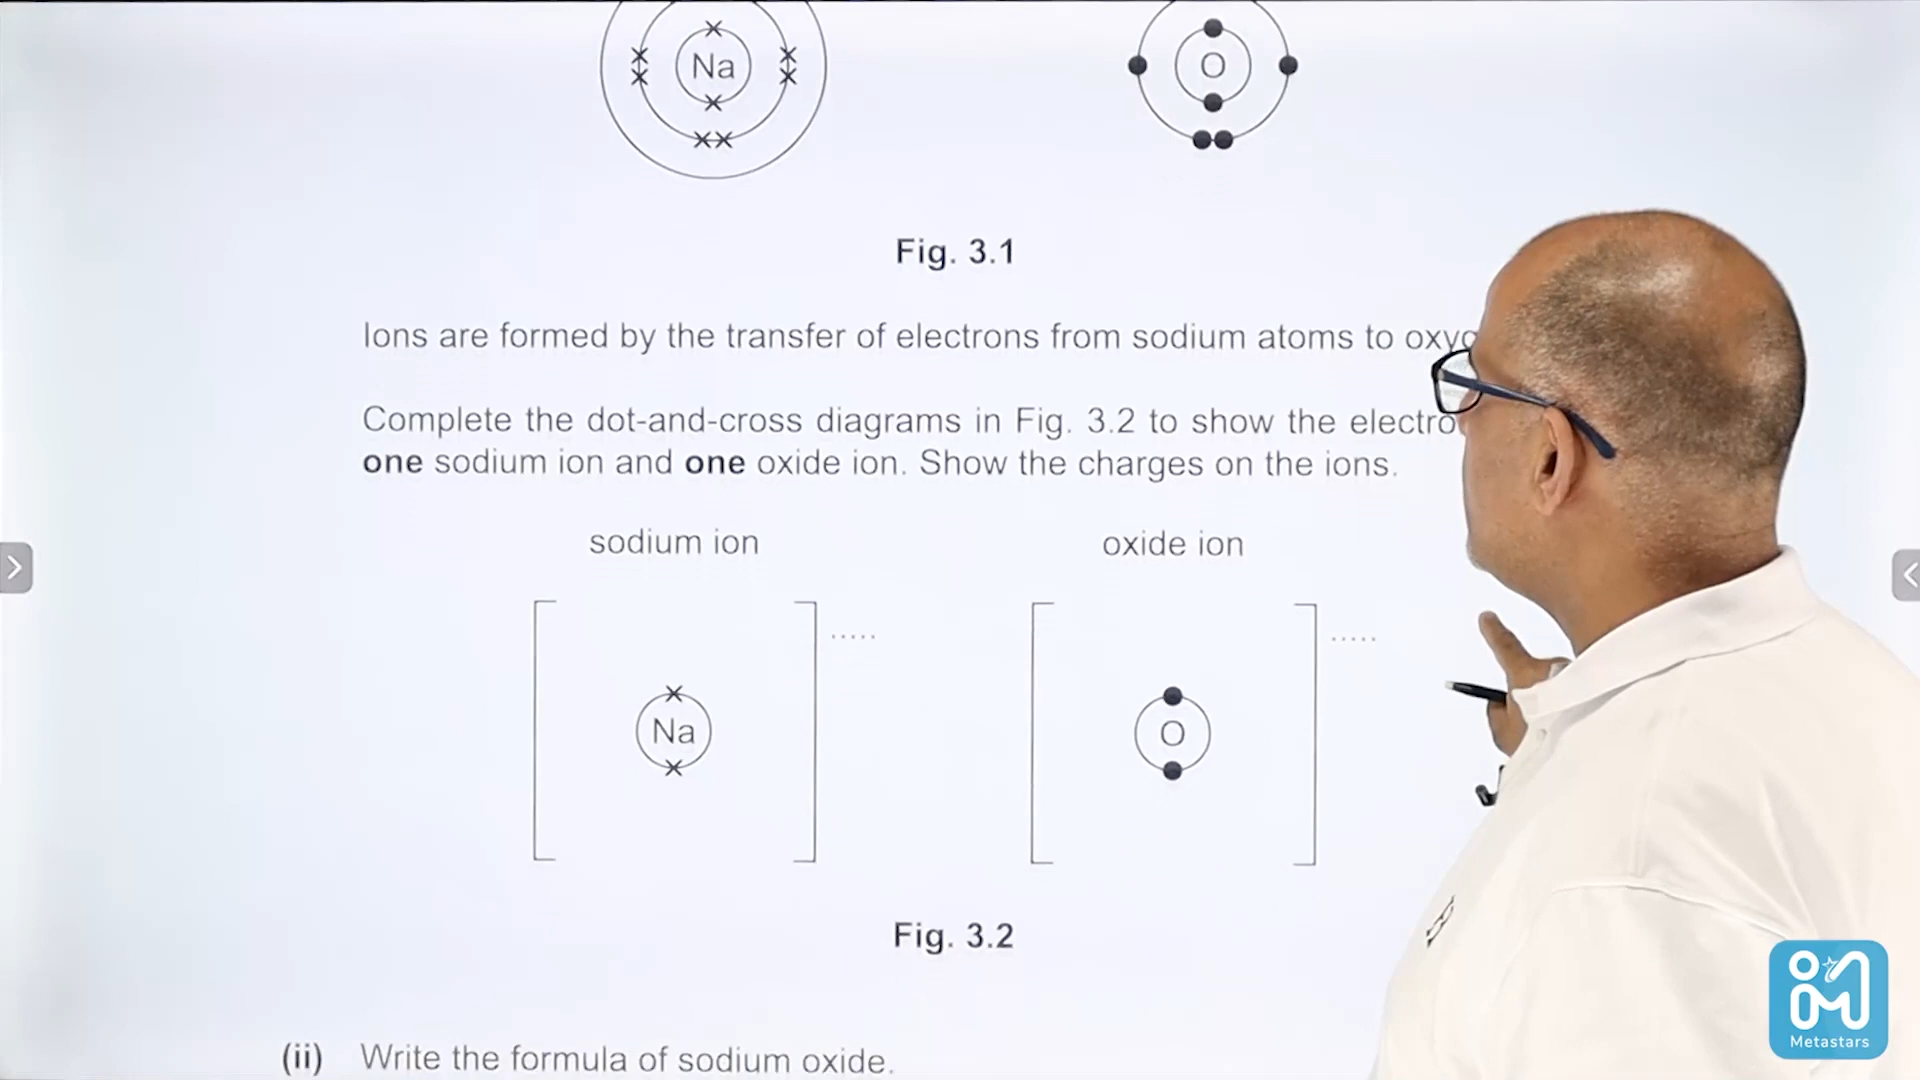 Na O
Fig. 3.1
Ions are formed by the transfer of electrons from sodium atoms to
Complete the dot-and-cross diagrams in Fig. 3.2 to show the
one sodium ion and one oxide ion. Show the charges on the ions.
sodium ion oxide ion
..... .....
Na O
Fig. 3.2
(ii) Write the formula of sodium oxide.
Metastars